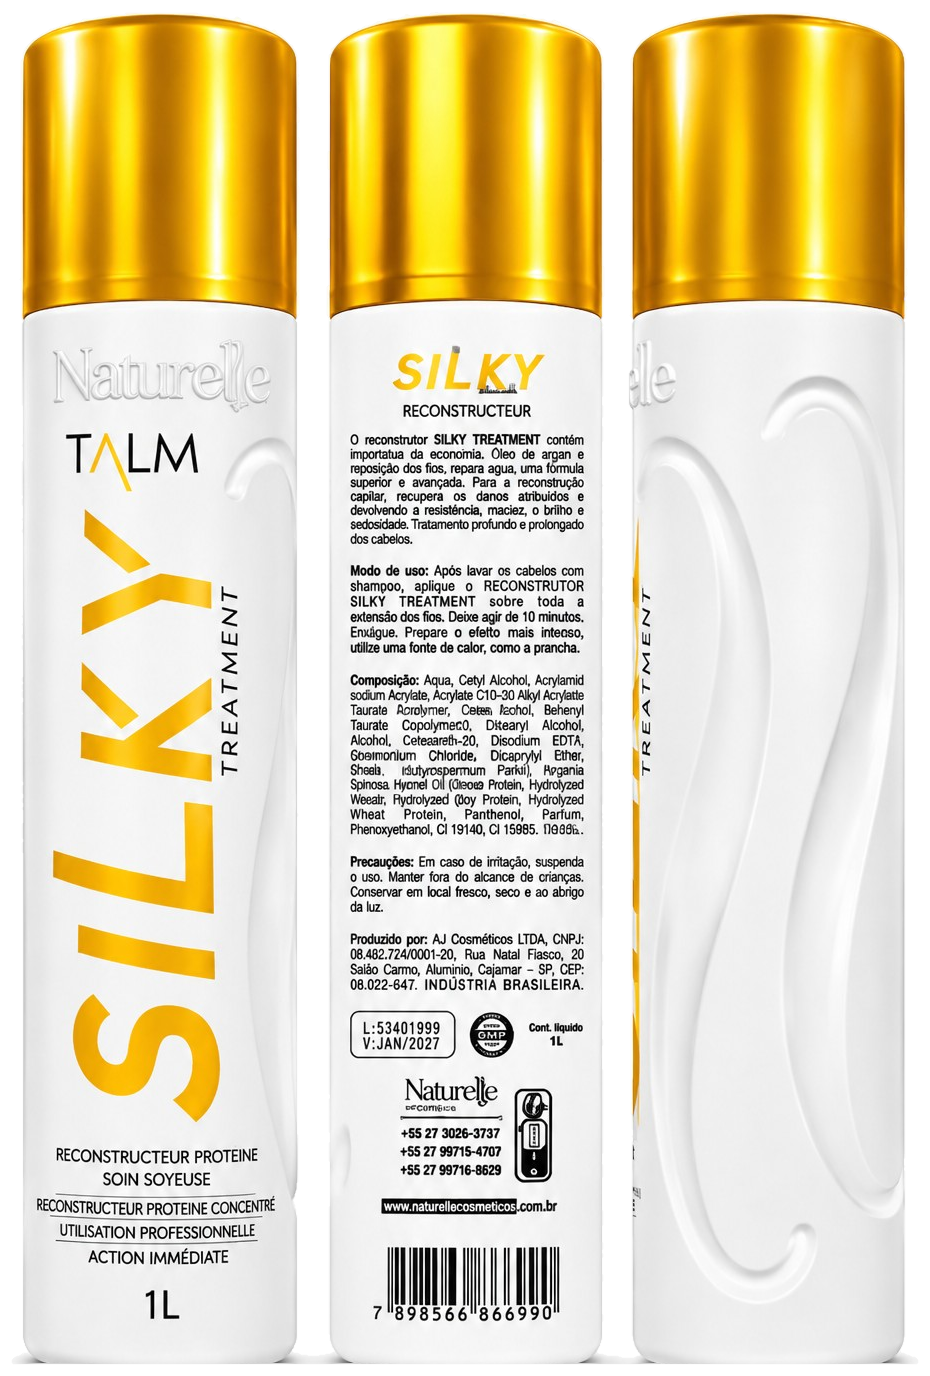 Naturelle
TALM
SILKY
TREATMENT
RECONSTRUCTEUR PROTEINE
SOIN SOYEUSE
RECONSTRUCTEUR PROTEINE CONCENTRÉ
UTILISATION PROFESSIONNELLE
ACTION IMMÉDIATE
1L
SILKY
RECONSTRUCTEUR
O reconstrutor SILKY TREATMENT contém
importatua da economia. Óleo de argan e
reposição dos fios, repara agua, uma fórmula
superior e avançada. Para a reconstrução
capilar, recupera os danos atribuidos e
devolvendo a resistência, maciez, o brilho e
sedosidade. Tratamento profundo e prolongado
dos cabelos.
Modo de uso: Após lavar os cabelos com
shampoo, aplique o RECONSTRUTOR
SILKY TREATMENT sobre toda a
extensão dos fios. Deixe agir de 10 minutos.
Enxágue. Prepare o efetto mais intenso,
utilize uma fonte de calor, como a prancha.
Composição: Aqua, Cetyl Alcohol, Acrylamid
sodium Acrylate, Acrylate C10-30 Alkyl Acrylatte
Taurate Behenyl
Taurate Alcohol,
Alcohol, Disodium EDTA,
Chloride, Dicaprylyl Ether,
Spinosa Oil Protein, Hydrolyzed
Protein, Hydrolyzed
Wheat Protein, Panthenol, Parfum,
Phenoxyethanol, CI 19140, CI 15985.
Precauções: Em caso de irritação, suspenda
o uso. Manter fora do alcance de crianças.
Conservar em local fresco, seco e ao abrigo
da luz.
Produzido por: AJ Cosméticos LTDA, CNPJ:
08.482.724/0001-20, Rua Natal Fiasco, 20
Salão Carmo, Aluminio, Cajamar – SP, CEP:
08.022-647. INDÚSTRIA BRASILEIRA.
L:53401999
V:JAN/2027
GMP
Cont. liquido
1L
Naturelle
+55 27 3026-3737
+55 27 99715-4707
+55 27 99716-8629
www.naturellecosmeticos.com.br
7 898566 866990
elle
TREATMENT